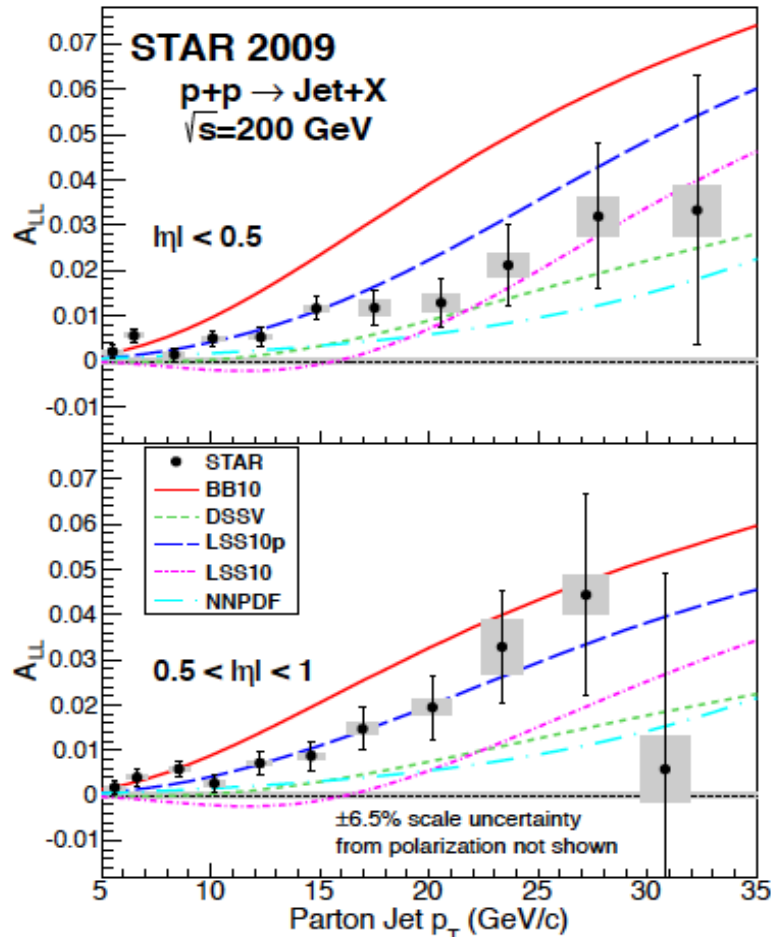 0.07
0.06
0.05
0.04
0.03
0.02
0.01
0
-0.01
A_LL
STAR 2009
p+p → Jet+X
√s=200 GeV
|η| < 0.5
0.07
0.06
0.05
0.04
0.03
0.02
0.01
0
-0.01
A_LL
STAR
BB10
DSSV
LSS10p
LSS10
NNPDF
0.5 < |η| < 1
±6.5% scale uncertainty
from polarization not shown
5 10 15 20 25 30 35
Parton Jet p_T (GeV/c)